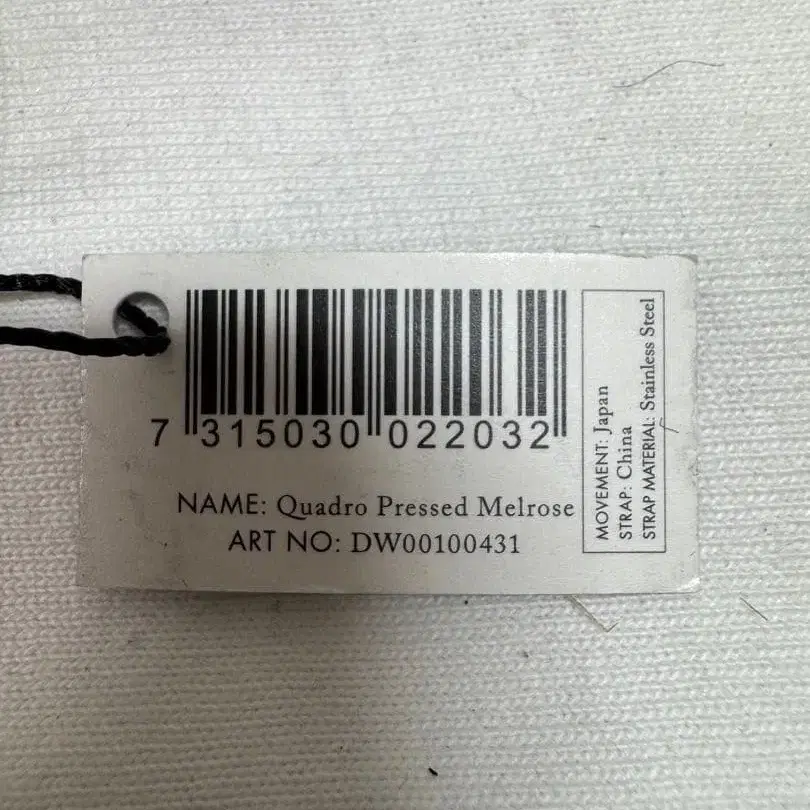 7 315030 022032
NAME: Quadro Pressed Melrose
ART NO: DW00100431
MOVEMENT: Japan
STRAP: China
STRAP MATERIAL: Stainless Steel